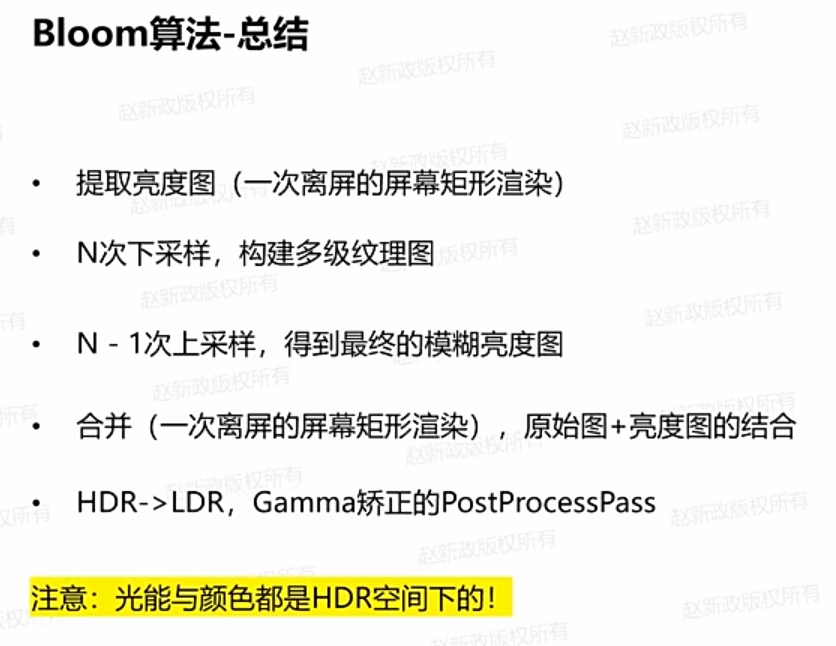 Bloom算法-总结
• 提取亮度图（一次离屏的屏幕矩形渲染）
• N次下采样，构建多级纹理图
• N - 1次上采样，得到最终的模糊亮度图
• 合并（一次离屏的屏幕矩形渲染），原始图+亮度图的结合
• HDR->LDR，Gamma矫正的PostProcessPass
注意：光能与颜色都是HDR空间下的！
赵新政版权所有